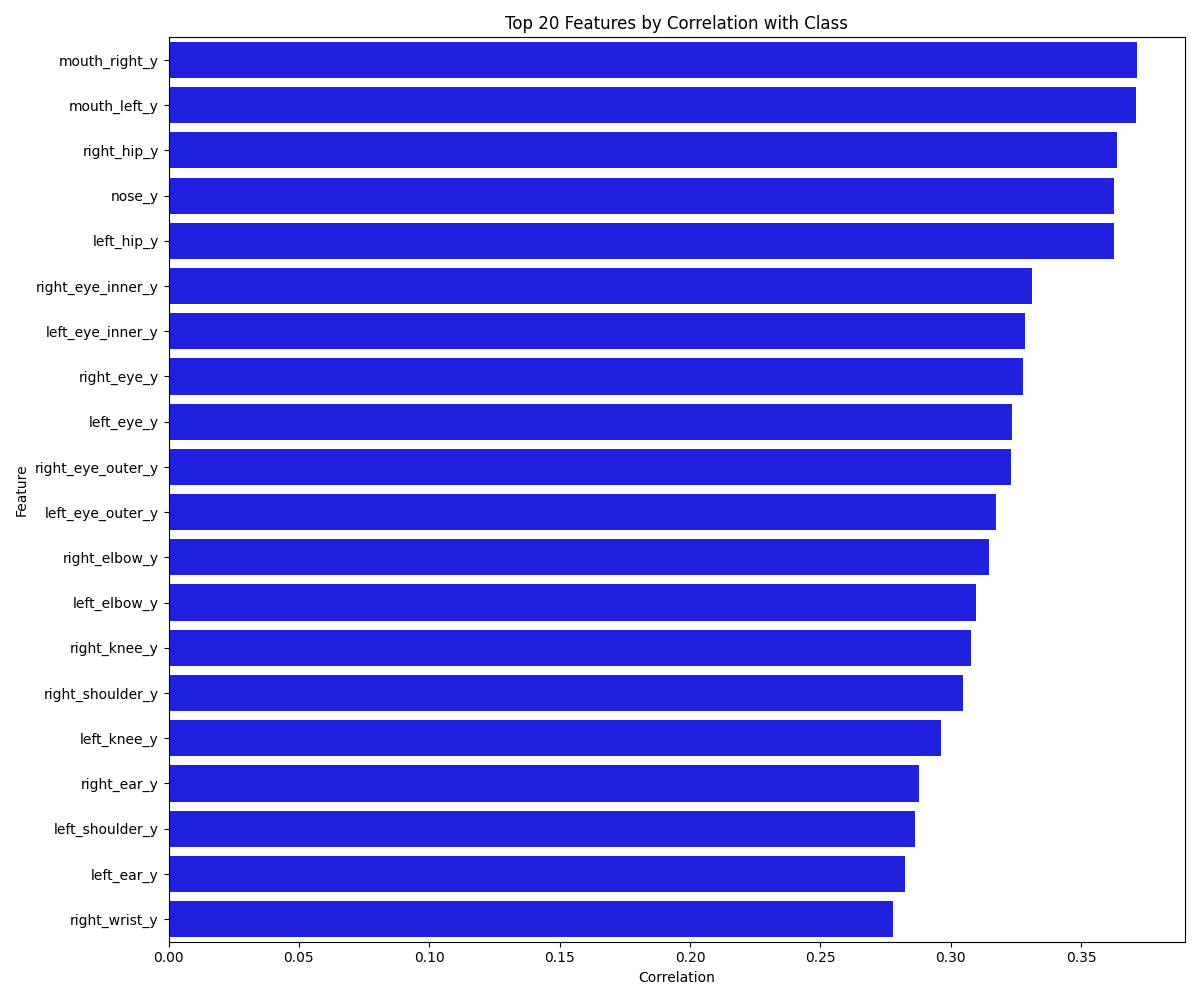 Top 20 Features by Correlation with Class
mouth_right_y
mouth_left_y
right_hip_y
nose_y
left_hip_y
right_eye_inner_y
left_eye_inner_y
right_eye_y
left_eye_y
right_eye_outer_y
left_eye_outer_y
right_elbow_y
left_elbow_y
right_knee_y
right_shoulder_y
left_knee_y
right_ear_y
left_shoulder_y
left_ear_y
right_wrist_y
Feature
0.00 0.05 0.10 0.15 0.20 0.25 0.30 0.35
Correlation